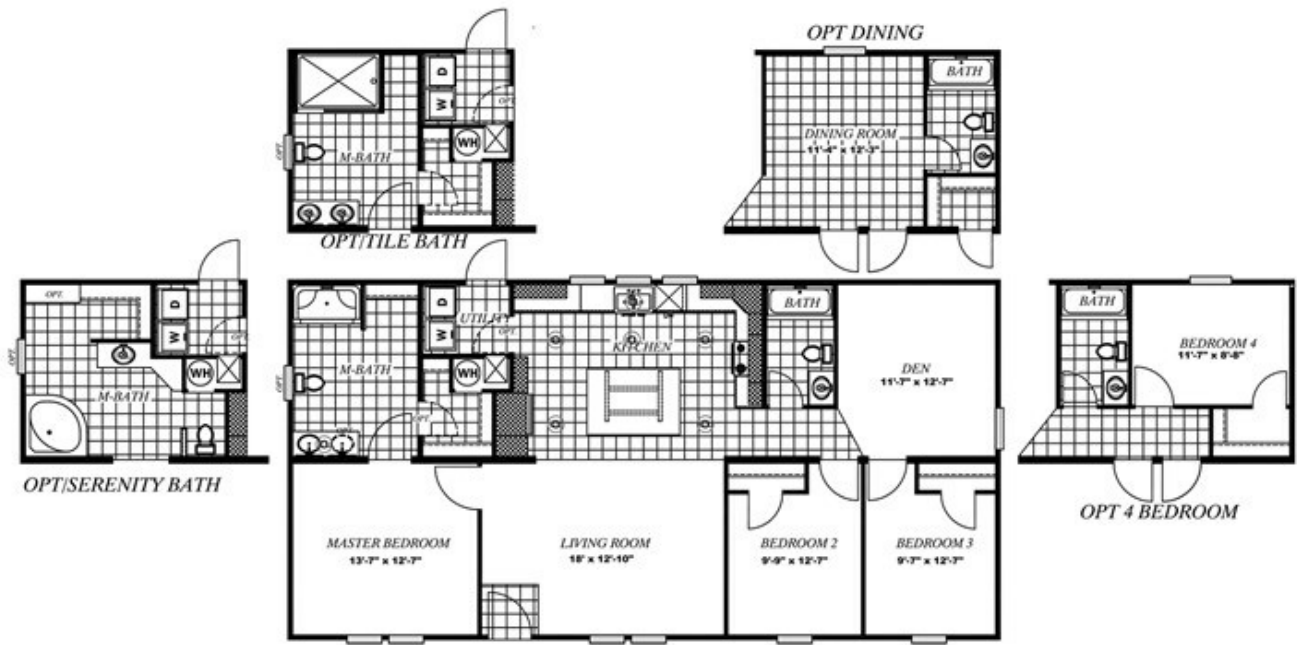 OPT DINING
D
W
OPT.
WH
OPT.
M-BATH
OPT/TILE BATH
BATH
DINING ROOM
11'-4" x 12'-3"
OPT.
D
W
OPT.
WH
OPT.
M-BATH
OPT/SERENITY BATH
D
W
UTILITY
OPT.
WH
OPT.
M-BATH
OPT.
OPT.
KITCHEN
BATH
DEN
11'-7" x 12'-7"
MASTER BEDROOM
13'-7" x 12'-7"
LIVING ROOM
18' x 12'-10"
BEDROOM 2
9'-9" x 12'-7"
BEDROOM 3
9'-7" x 12'-7"
BATH
BEDROOM 4
11'-7" x 8'-8"
OPT 4 BEDROOM